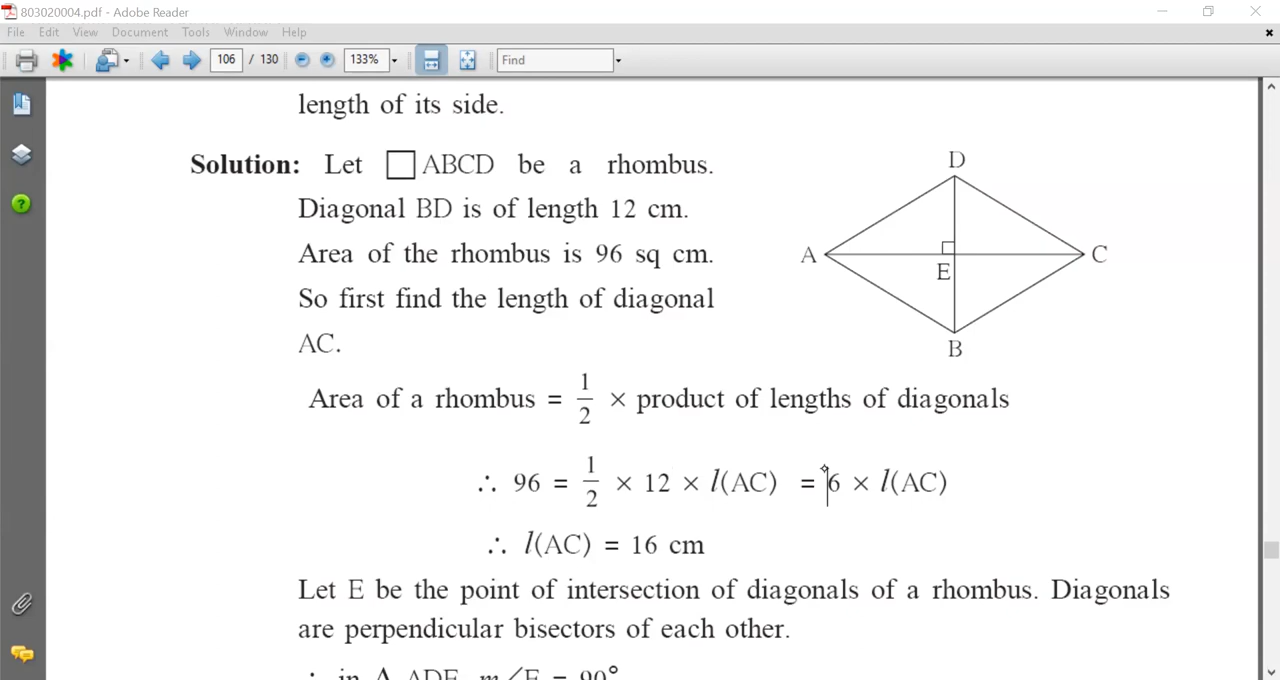 803020004.pdf - Adobe Reader
File Edit View Document Tools Window Help
106 / 130 133% Find
length of its side.
Solution: Let □ABCD be a rhombus.
Diagonal BD is of length 12 cm.
Area of the rhombus is 96 sq cm.
So first find the length of diagonal
AC.
D
A
C
E
B
Area of a rhombus = 1/2 × product of lengths of diagonals
∴ 96 = 1/2 × 12 × l(AC) = 6 × l(AC)
∴ l(AC) = 16 cm
Let E be the point of intersection of diagonals of a rhombus. Diagonals
are perpendicular bisectors of each other.
∴ in Δ ADE, m∠E = 90°